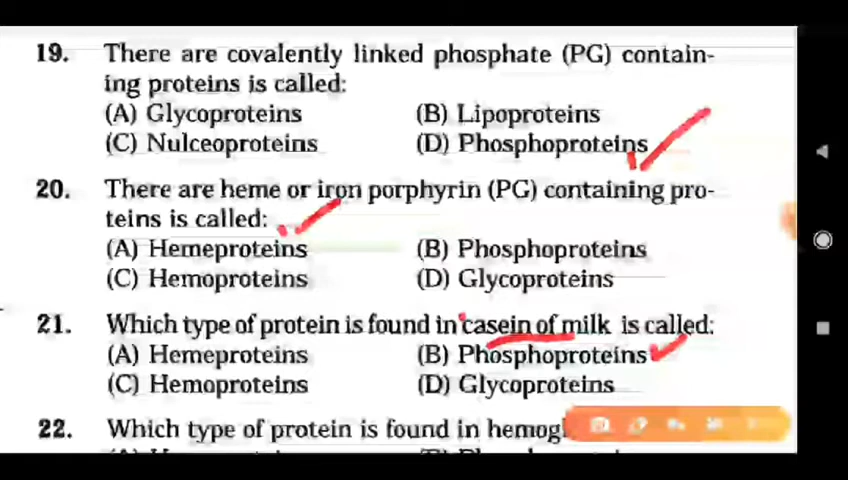 19. There are covalently linked phosphate (PG) contain-
ing proteins is called:
(A) Glycoproteins (B) Lipoproteins
(C) Nulceoproteins (D) Phosphoproteins
20. There are heme or iron porphyrin (PG) containing pro-
teins is called:
(A) Hemeproteins (B) Phosphoproteins
(C) Hemoproteins (D) Glycoproteins
21. Which type of protein is found in casein of milk is called:
(A) Hemeproteins (B) Phosphoproteins
(C) Hemoproteins (D) Glycoproteins
22. Which type of protein is found in